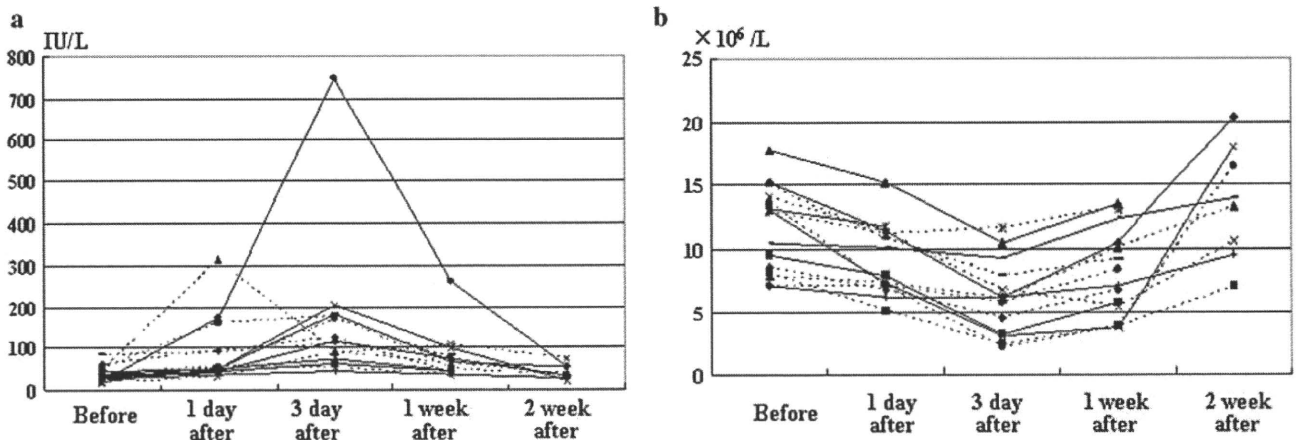 a
IU/L
800
700
600
500
400
300
200
100
0
Before 1 day after 3 day after 1 week after 2 week after
b
×10⁶ /L
25
20
15
10
5
0
Before 1 day after 3 day after 1 week after 2 week after